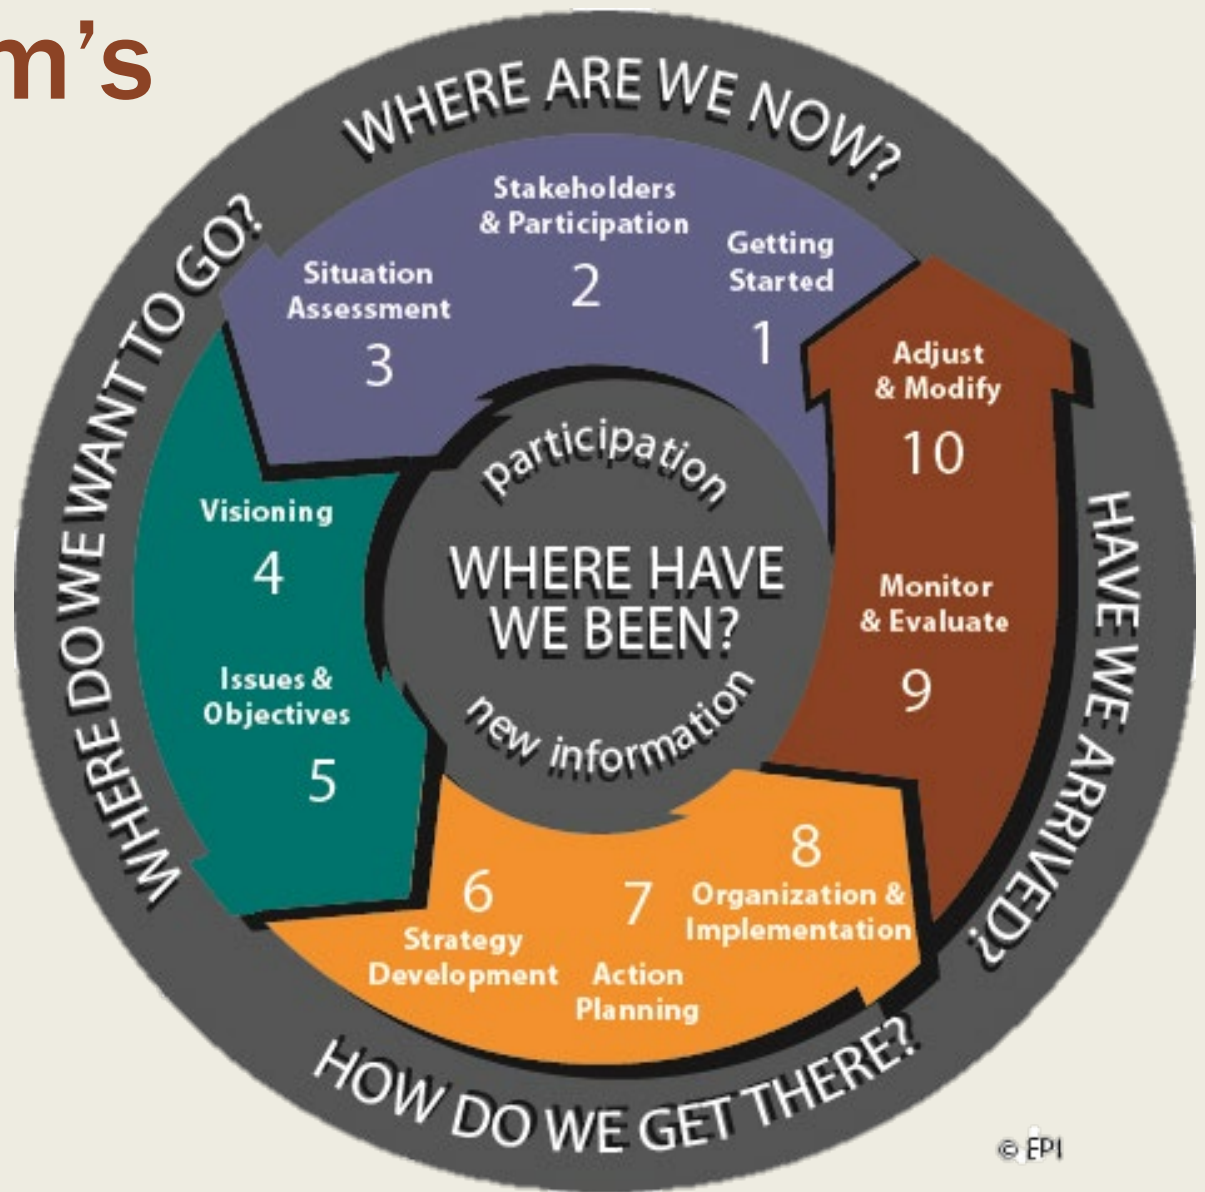 m's
WHERE ARE WE NOW?
Getting
Started
1
Stakeholders
& Participation
2
Situation
Assessment
3
WHERE DO WE WANT TO GO?
Visioning
4
Issues &
Objectives
5
HOW DO WE GET THERE?
6
Strategy
Development
7
Action
Planning
8
Organization &
Implementation
HAVE WE ARRIVED?
Monitor
& Evaluate
9
Adjust
& Modify
10
participation
WHERE HAVE
WE BEEN?
new information
© EPI